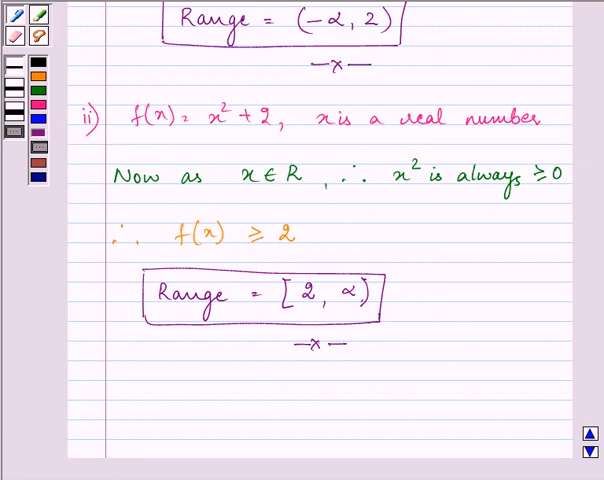 Range = (-∝, 2)
—x—
ii) f(x) = x² + 2, x is a real number
Now as x ∈ R, ∴ x² is always ≥ 0
∴ f(x) ≥ 2
Range = [2, ∝)
—x—